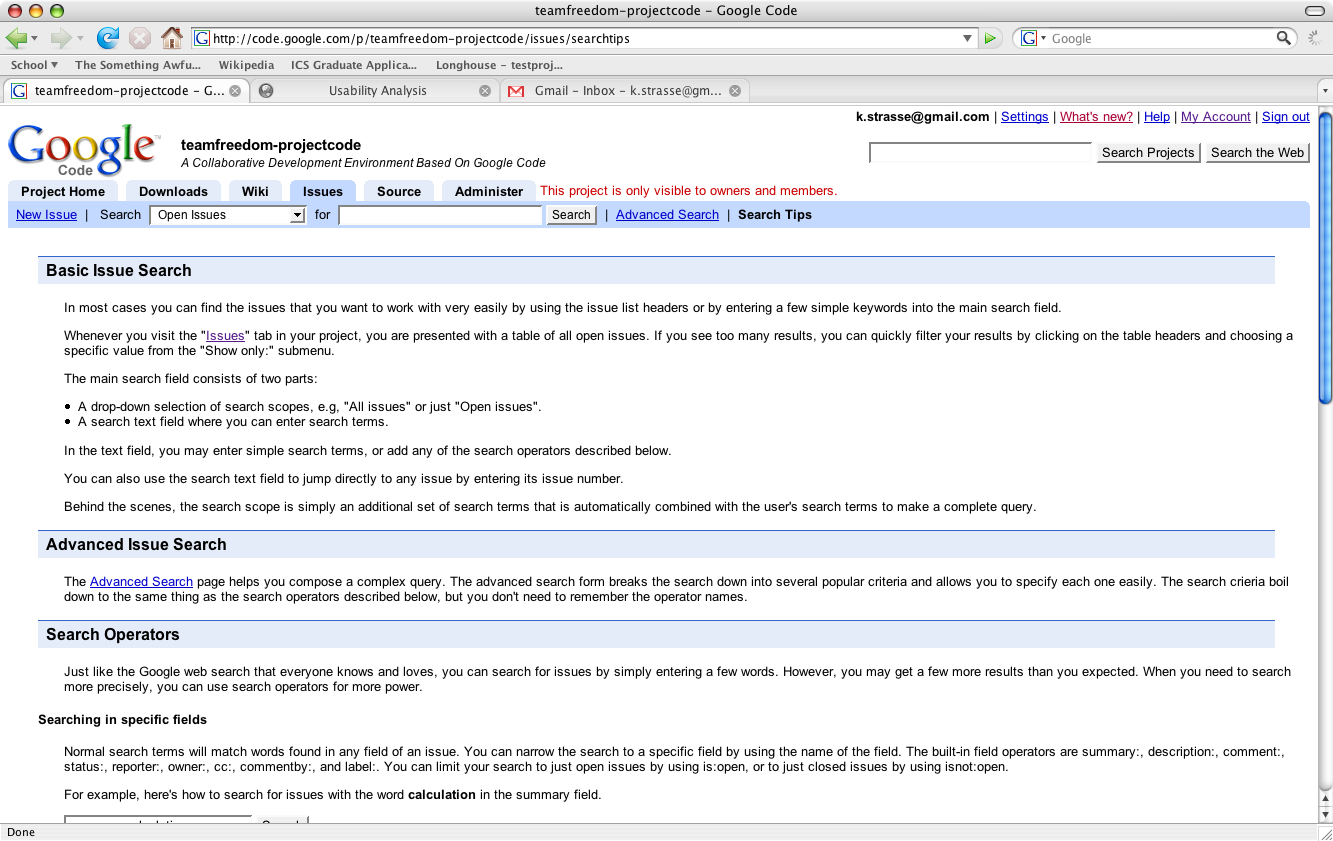 teamfreedom-projectcode – Google Code
http://code.google.com/p/teamfreedom-projectcode/issues/searchtips
Google
School The Something Awfu... Wikipedia ICS Graduate Applica... Longhouse – testproj...
teamfreedom-projectcode – G... Usability Analysis Gmail – Inbox – k.strasse@gm...
k.strasse@gmail.com | Settings | What's new? | Help | My Account | Sign out
Google™ Code
teamfreedom-projectcode
A Collaborative Development Environment Based On Google Code
Search Projects Search the Web
Project Home Downloads Wiki Issues Source Administer This project is only visible to owners and members.
New Issue | Search Open Issues for Search | Advanced Search | Search Tips
Basic Issue Search
In most cases you can find the issues that you want to work with very easily by using the issue list headers or by entering a few simple keywords into the main search field.
Whenever you visit the "Issues" tab in your project, you are presented with a table of all open issues. If you see too many results, you can quickly filter your results by clicking on the table headers and choosing a
specific value from the "Show only:" submenu.
The main search field consists of two parts:
• A drop-down selection of search scopes, e.g, "All issues" or just "Open issues".
• A search text field where you can enter search terms.
In the text field, you may enter simple search terms, or add any of the search operators described below.
You can also use the search text field to jump directly to any issue by entering its issue number.
Behind the scenes, the search scope is simply an additional set of search terms that is automatically combined with the user's search terms to make a complete query.
Advanced Issue Search
The Advanced Search page helps you compose a complex query. The advanced search form breaks the search down into several popular criteria and allows you to specify each one easily. The search crieria boil
down to the same thing as the search operators described below, but you don't need to remember the operator names.
Search Operators
Just like the Google web search that everyone knows and loves, you can search for issues by simply entering a few words. However, you may get a few more results than you expected. When you need to search
more precisely, you can use search operators for more power.
Searching in specific fields
Normal search terms will match words found in any field of an issue. You can narrow the search to a specific field by using the name of the field. The built-in field operators are summary:, description:, comment:,
status:, reporter:, owner:, cc:, commentby:, and label:. You can limit your search to just open issues by using is:open, or to just closed issues by using isnot:open.
For example, here's how to search for issues with the word calculation in the summary field.
Done